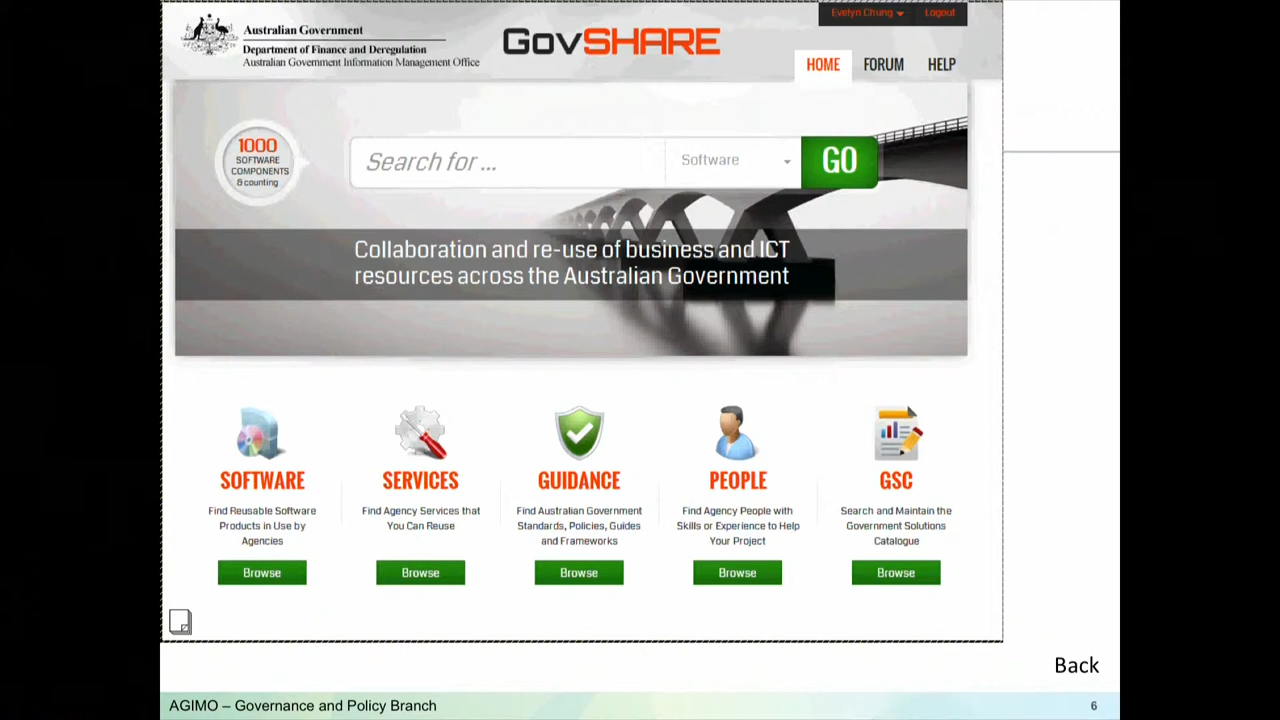 Evelyn Chung
Logout
Australian Government
Department of Finance and Deregulation
Australian Government Information Management Office
GovSHARE
HOME
FORUM
HELP
1000
SOFTWARE
COMPONENTS
& counting
Search for ...
Software
GO
Collaboration and re-use of business and ICT
resources across the Australian Government
SOFTWARE
Find Reusable Software
Products in Use by
Agencies
Browse
SERVICES
Find Agency Services that
You Can Reuse
Browse
GUIDANCE
Find Australian Government
Standards, Policies, Guides
and Frameworks
Browse
PEOPLE
Find Agency People with
Skills or Experience to Help
Your Project
Browse
GSC
Search and Maintain the
Government Solutions
Catalogue
Browse
Back
AGIMO – Governance and Policy Branch
6